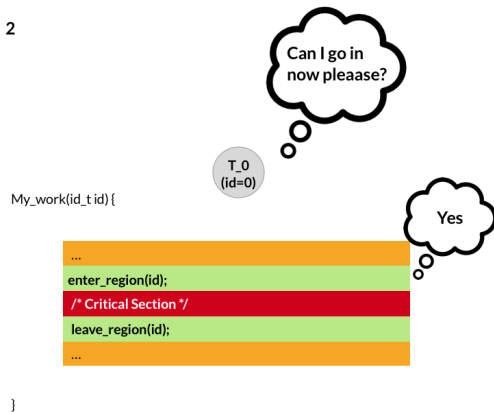 2
Can I go in
now pleaase?
T_0
(id=0)
My_work(id_t id) {
Yes
...
enter_region(id);
/* Critical Section */
leave_region(id);
...
}